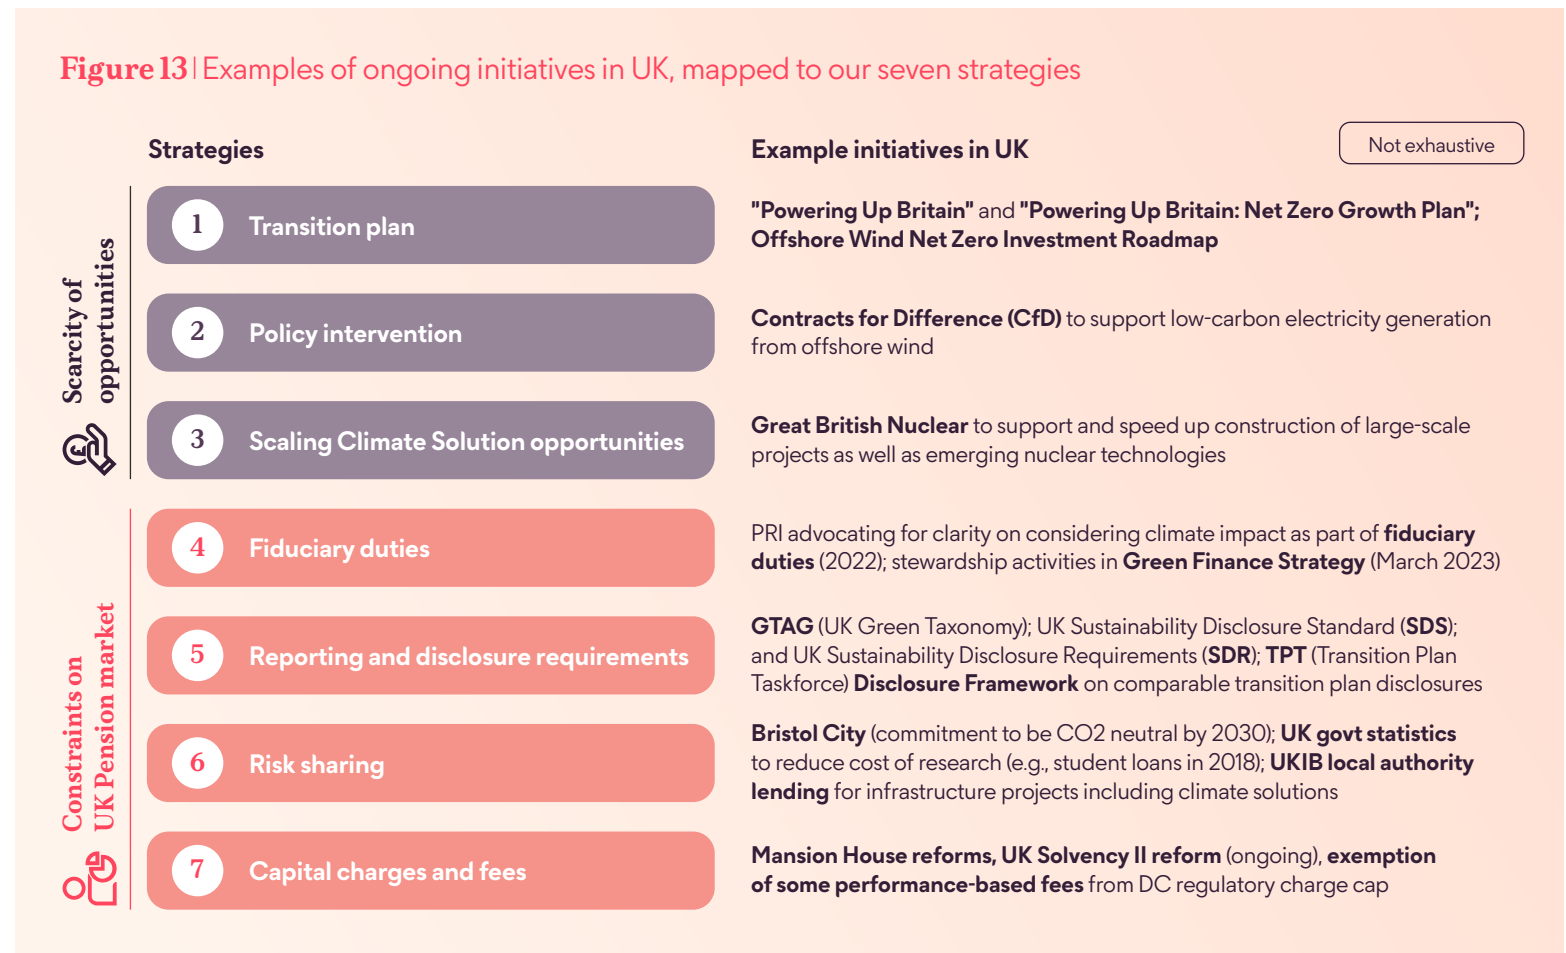 Figure 13 | Examples of ongoing initiatives in UK, mapped to our seven strategies
Strategies
Example initiatives in UK
Not exhaustive
Scarcity of
opportunities
1
Transition plan
"Powering Up Britain" and "Powering Up Britain: Net Zero Growth Plan";
Offshore Wind Net Zero Investment Roadmap
2
Policy intervention
Contracts for Difference (CfD) to support low-carbon electricity generation
from offshore wind
3
Scaling Climate Solution opportunities
Great British Nuclear to support and speed up construction of large-scale
projects as well as emerging nuclear technologies
Constraints on
UK Pension market
4
Fiduciary duties
PRI advocating for clarity on considering climate impact as part of fiduciary
duties (2022); stewardship activities in Green Finance Strategy (March 2023)
5
Reporting and disclosure requirements
GTAG (UK Green Taxonomy); UK Sustainability Disclosure Standard (SDS);
and UK Sustainability Disclosure Requirements (SDR); TPT (Transition Plan
Taskforce) Disclosure Framework on comparable transition plan disclosures
6
Risk sharing
Bristol City (commitment to be CO2 neutral by 2030); UK govt statistics
to reduce cost of research (e.g., student loans in 2018); UKIB local authority
lending for infrastructure projects including climate solutions
7
Capital charges and fees
Mansion House reforms, UK Solvency II reform (ongoing), exemption
of some performance-based fees from DC regulatory charge cap